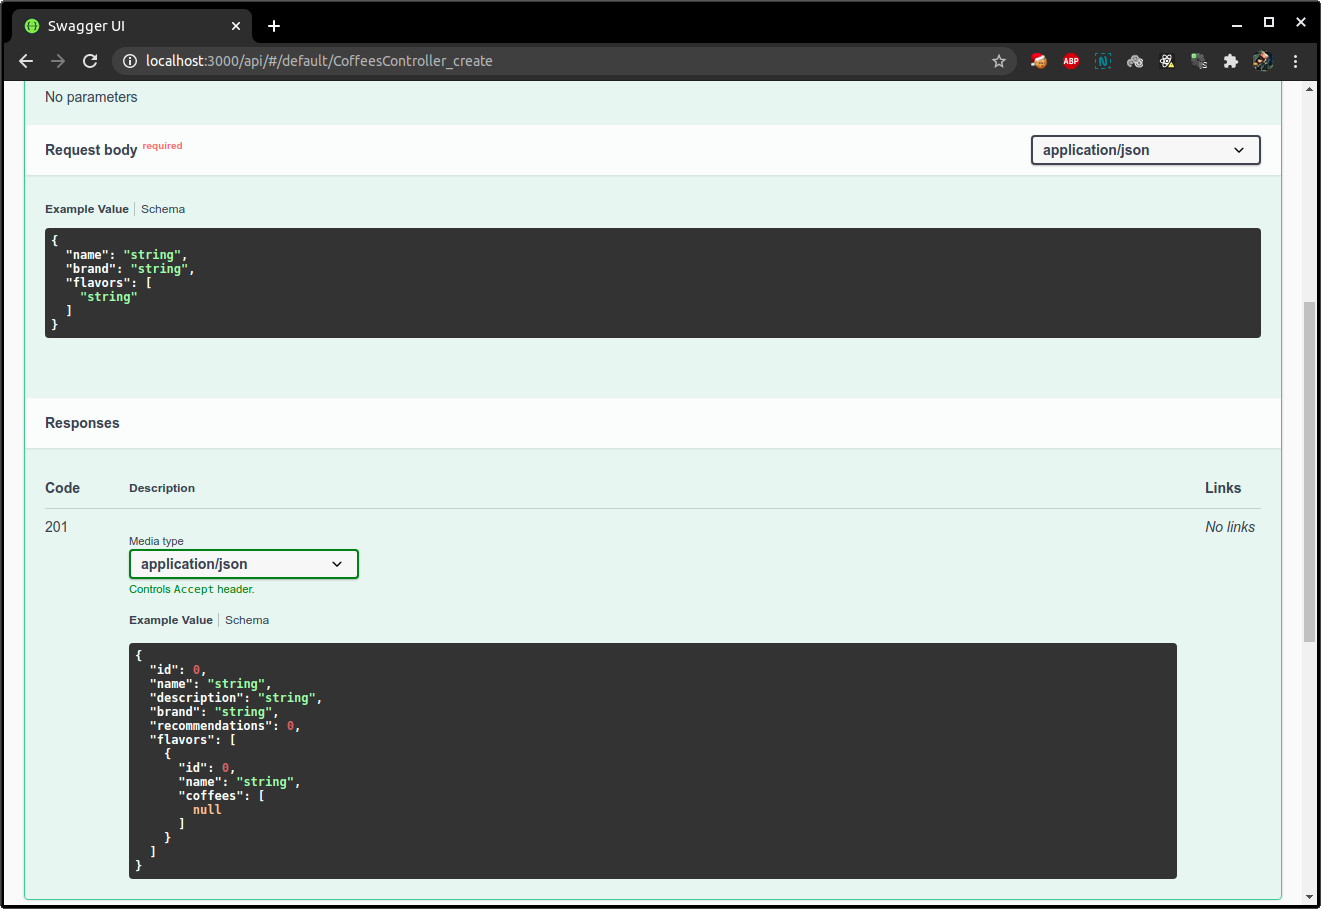 Swagger UI
localhost:3000/api/#/default/CoffeesController_create
ABP
N
No parameters
Request body required
application/json
Example Value
Schema
{
  "name": "string",
  "brand": "string",
  "flavors": [
    "string"
  ]
}
Responses
Code
Description
Links
201
No links
Media type
application/json
Controls Accept header.
Example Value
Schema
{
  "id": 0,
  "name": "string",
  "description": "string",
  "brand": "string",
  "recommendations": 0,
  "flavors": [
    {
      "id": 0,
      "name": "string",
      "coffees": [
        null
      ]
    }
  ]
}